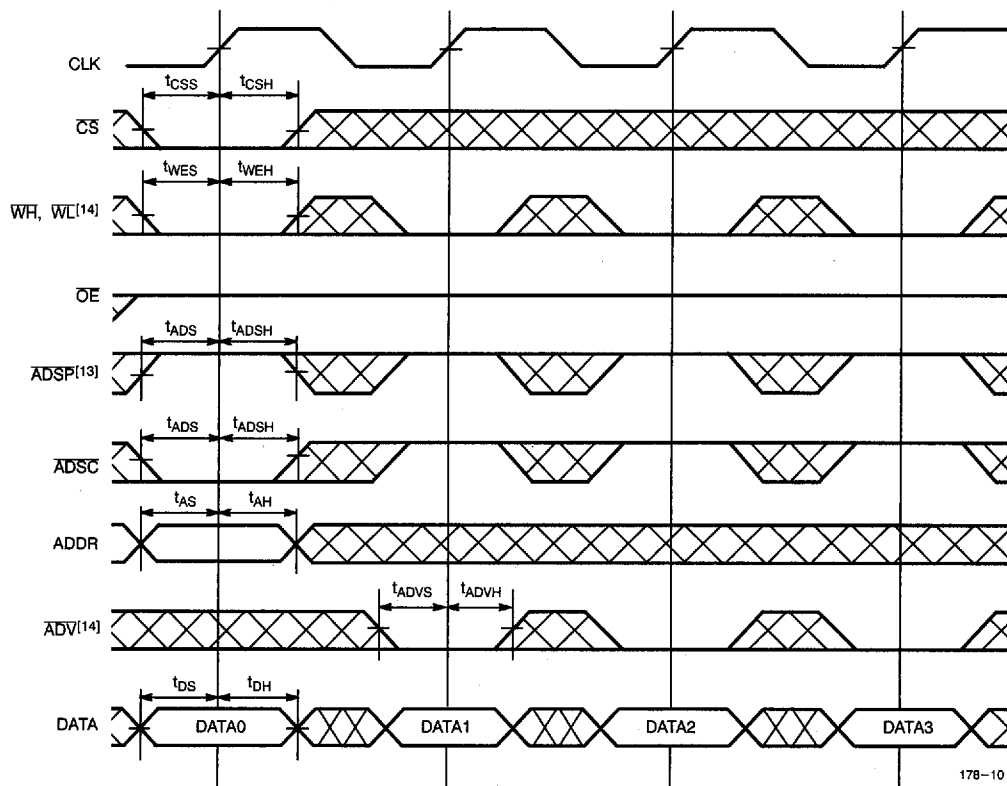 CLK
tCSS tCSH
CS
tWES tWEH
WH, WL[14]
OE
tADS tADSH
ADSP[13]
tADS tADSH
ADSC
tAS tAH
ADDR
tADVS tADVH
ADV[14]
tDS tDH
DATA DATA0 DATA1 DATA2 DATA3
178-10